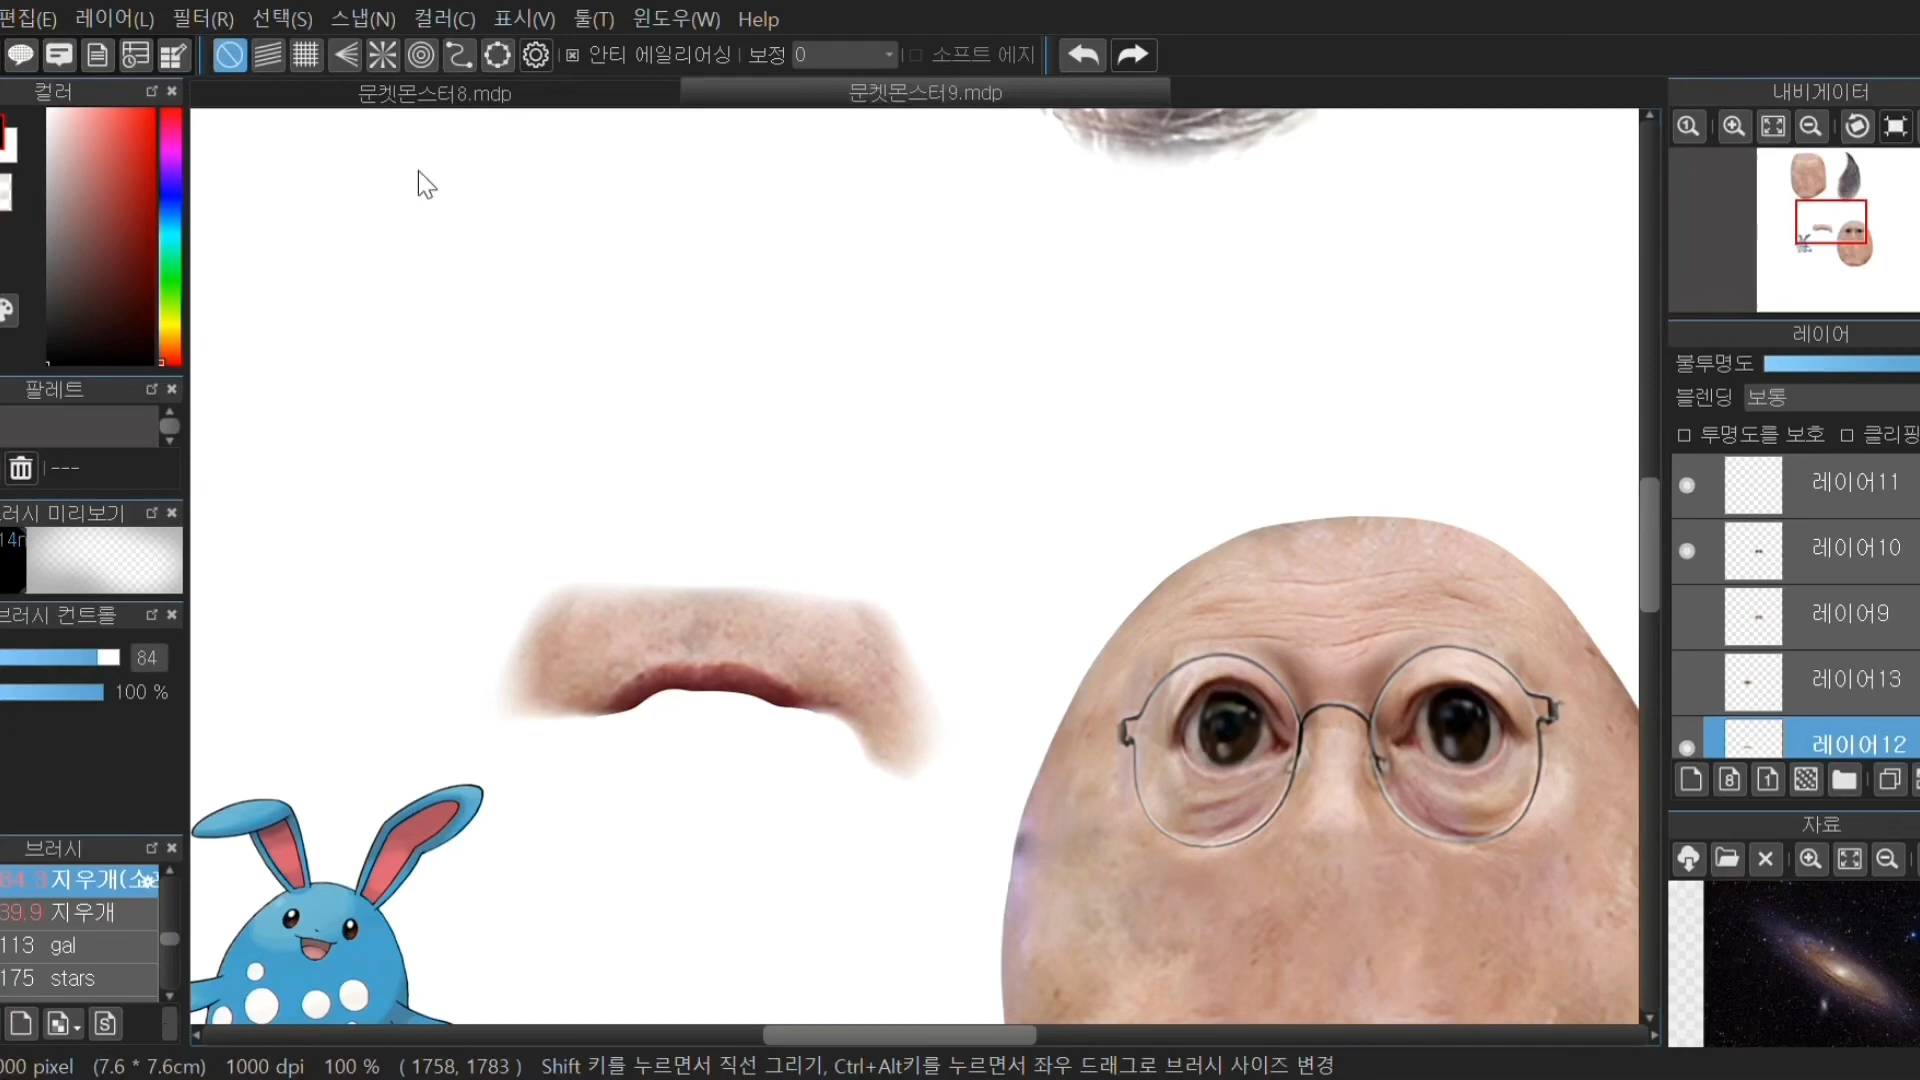 편집(E) 레이어(L) 필터(R) 선택(S) 스냅(N) 컬러(C) 표시(V) 툴(T) 윈도우(W) Help
안티 에일리어싱 보정 0 소프트 에지
컬러
문켓몬스터8.mdp 문켓몬스터9.mdp
내비게이터
레이어
불투명도
블렌딩 보통
투명도를 보호 클리핑
팔레트
---
러시 미리보기
브러시 컨트롤
84
100 %
레이어11
레이어10
레이어9
레이어13
레이어12
자료
브러시
지우개(소
39.9 지우개
113 gal
175 stars
000 pixel (7.6 * 7.6cm) 1000 dpi 100 % ( 1758, 1783 ) Shift 키를 누르면서 직선 그리기, Ctrl+Alt키를 누르면서 좌우 드래그로 브러시 사이즈 변경